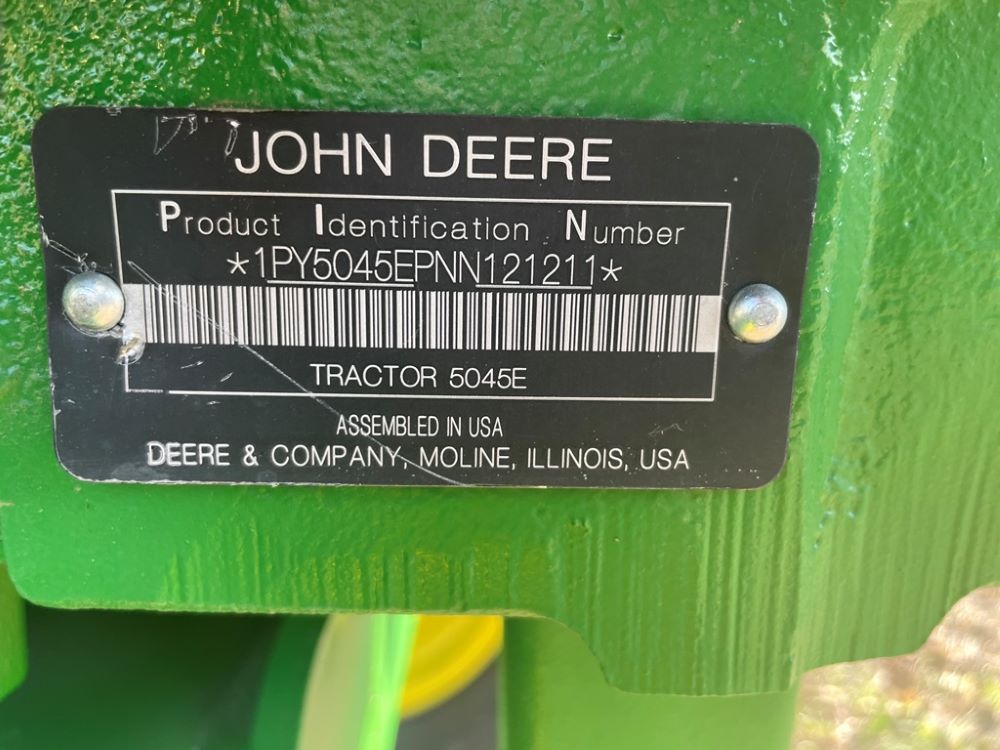 JOHN DEERE
Product Identification Number
*1PY5045EPNN121211*
TRACTOR 5045E
ASSEMBLED IN USA
DEERE & COMPANY, MOLINE, ILLINOIS, USA